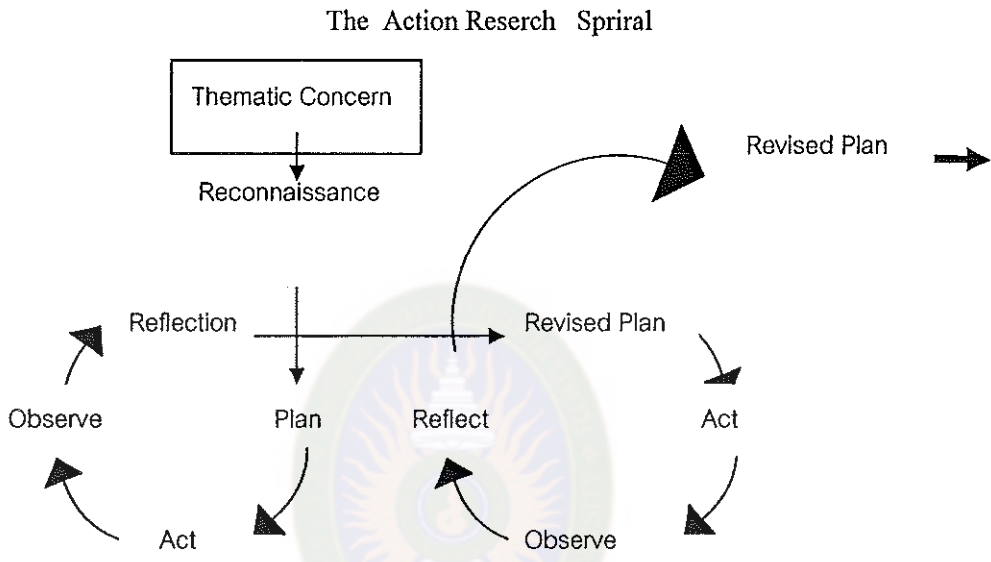 The Action Reserch Spriral
Thematic Concern
Revised Plan
Reconnaissance
Reflection
Revised Plan
Observe
Plan
Reflect
Act
Act
Observe